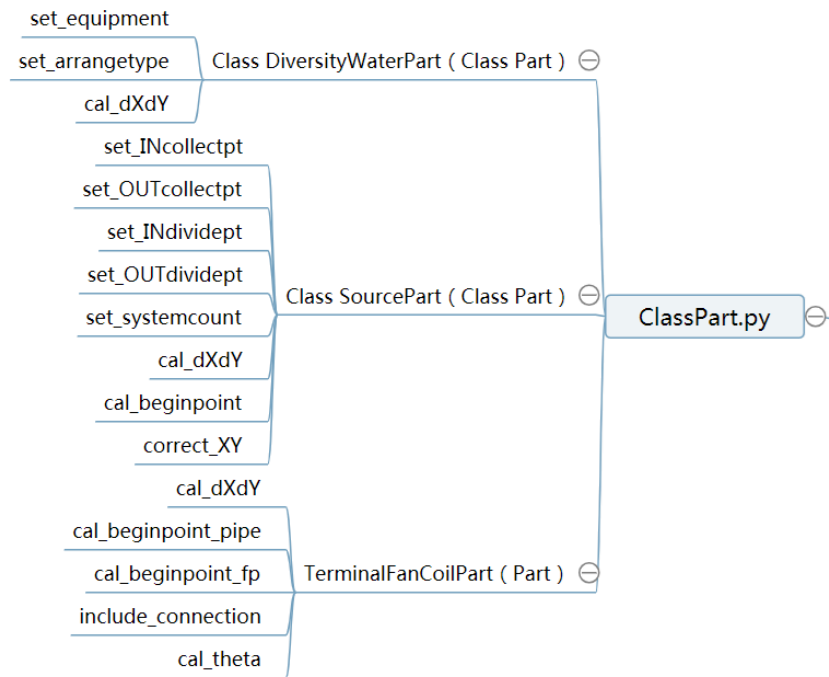 set_equipment
set_arrangetype
cal_dXdY
Class DiversityWaterPart ( Class Part )
set_INcollectpt
set_OUTcollectpt
set_INdividept
set_OUTdividept
set_systemcount
cal_dXdY
cal_beginpoint
correct_XY
Class SourcePart ( Class Part )
ClassPart.py
cal_dXdY
cal_beginpoint_pipe
cal_beginpoint_fp
include_connection
cal_theta
TerminalFanCoilPart ( Part )